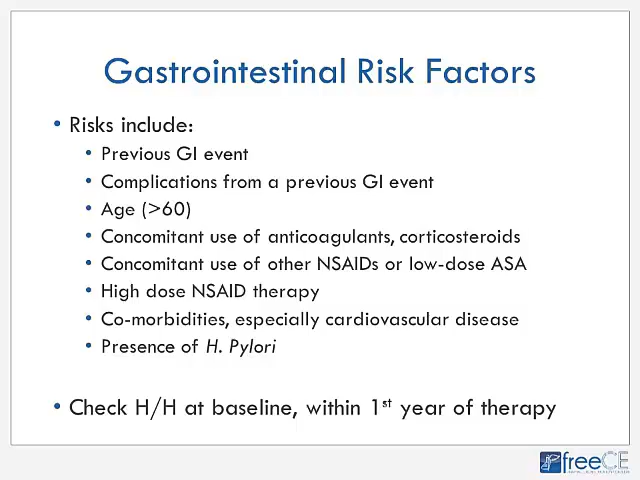 Gastrointestinal Risk Factors
• Risks include:
• Previous GI event
• Complications from a previous GI event
• Age (>60)
• Concomitant use of anticoagulants, corticosteroids
• Concomitant use of other NSAIDs or low-dose ASA
• High dose NSAID therapy
• Co-morbidities, especially cardiovascular disease
• Presence of H. Pylori
• Check H/H at baseline, within 1st year of therapy
freeCE